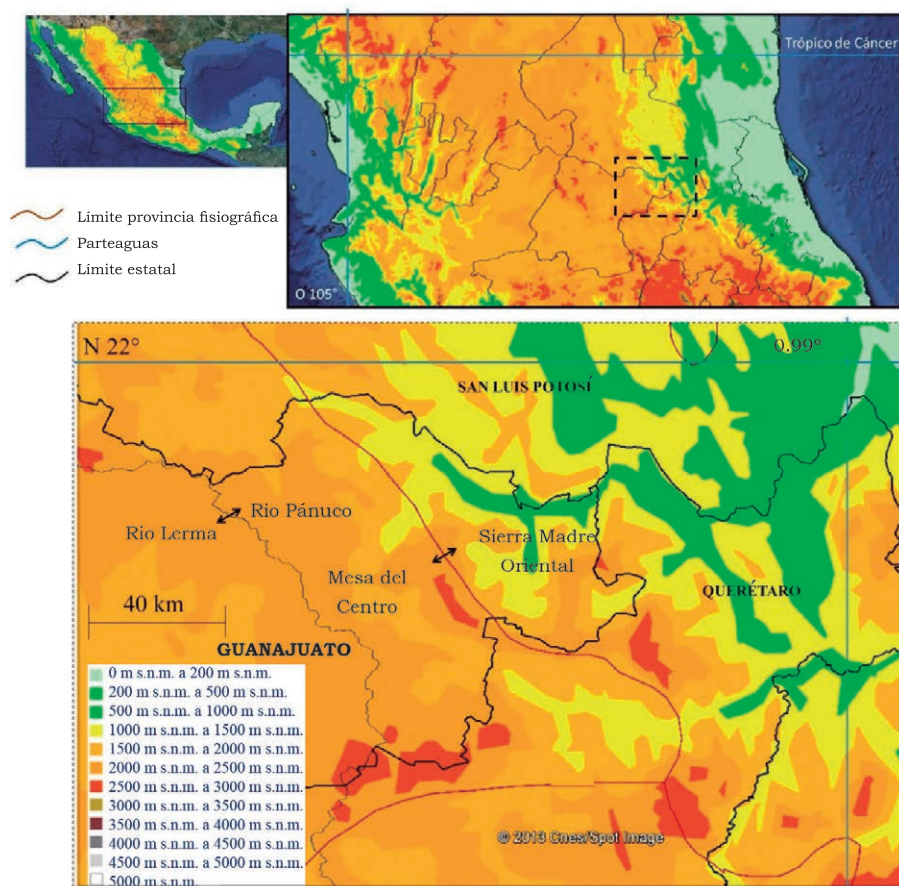 Trópico de Cáncer
Límite provincia fisiográfica
Parteaguas
Límite estatal
O 105°
N 22°
0.99°
SAN LUIS POTOSÍ
Rio Pánuco
Rio Lerma
Sierra Madre
Oriental
Mesa del
Centro
QUERÉTARO
40 km
GUANAJUATO
0 m s.n.m. a 200 m s.n.m.
200 m s.n.m. a 500 m s.n.m.
500 m s.n.m. a 1000 m s.n.m.
1000 m s.n.m. a 1500 m s.n.m.
1500 m s.n.m. a 2000 m s.n.m.
2000 m s.n.m. a 2500 m s.n.m.
2500 m s.n.m. a 3000 m s.n.m.
3000 m s.n.m. a 3500 m s.n.m.
3500 m s.n.m. a 4000 m s.n.m.
4000 m s.n.m. a 4500 m s.n.m.
4500 m s.n.m. a 5000 m s.n.m.
5000 m s.n.m.
© 2013 Cnes/Spot Image